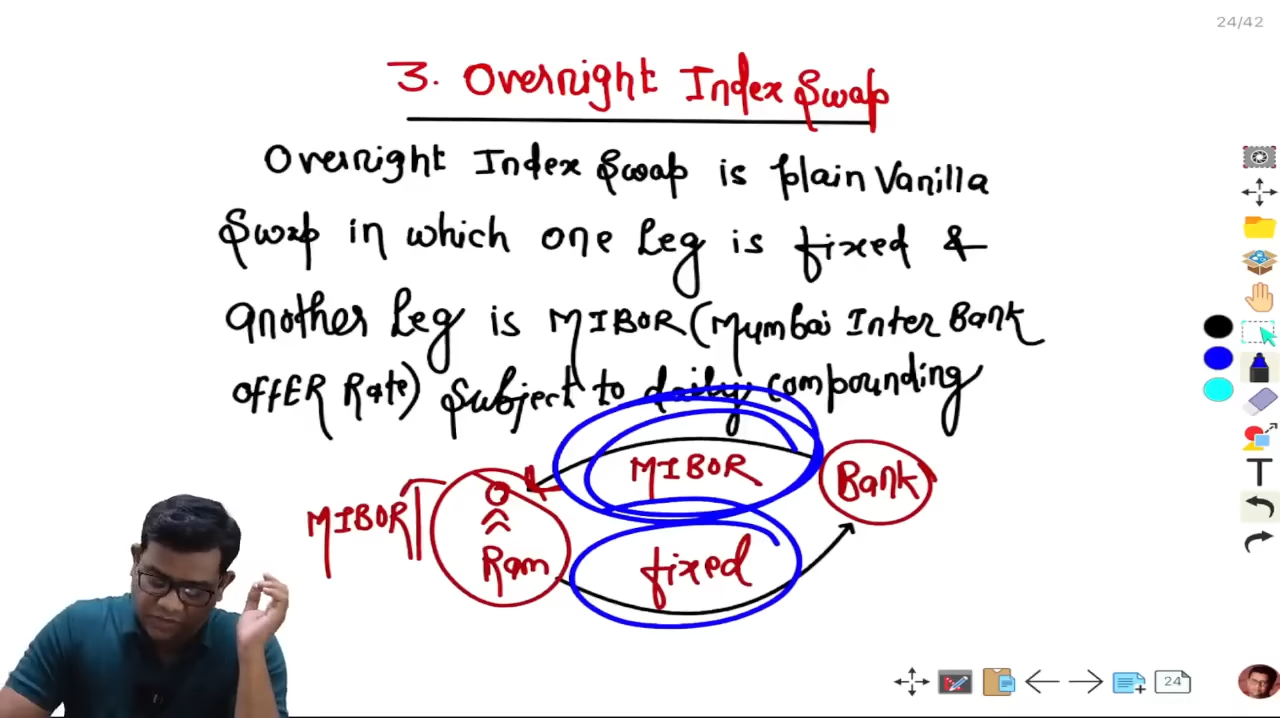 24/42
3. Overnight Index Swap
Overnight Index Swap is plain Vanilla
Swap in which one Leg is fixed &
another Leg is MIBOR (Mumbai Inter Bank
OFFER Rate) Subject to daily compounding
MIBOR
Bank
MIBOR
Ram
fixed
T
24